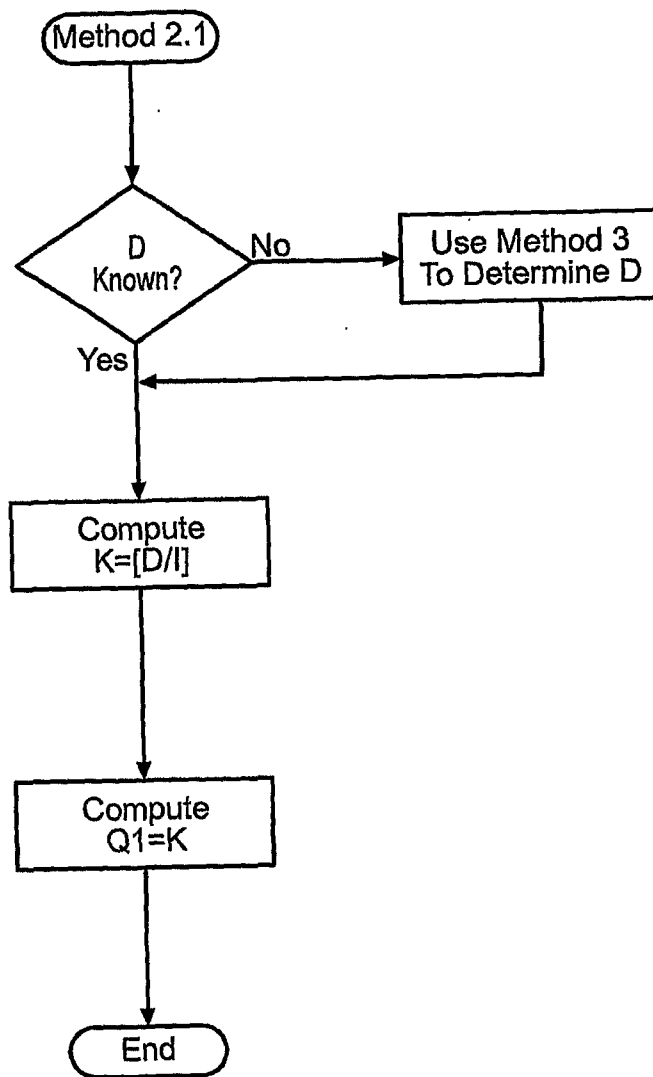 Method 2.1
D
Known?
No
Use Method 3
To Determine D
Yes
Compute
K=[D/I]
Compute
Q1=K
End